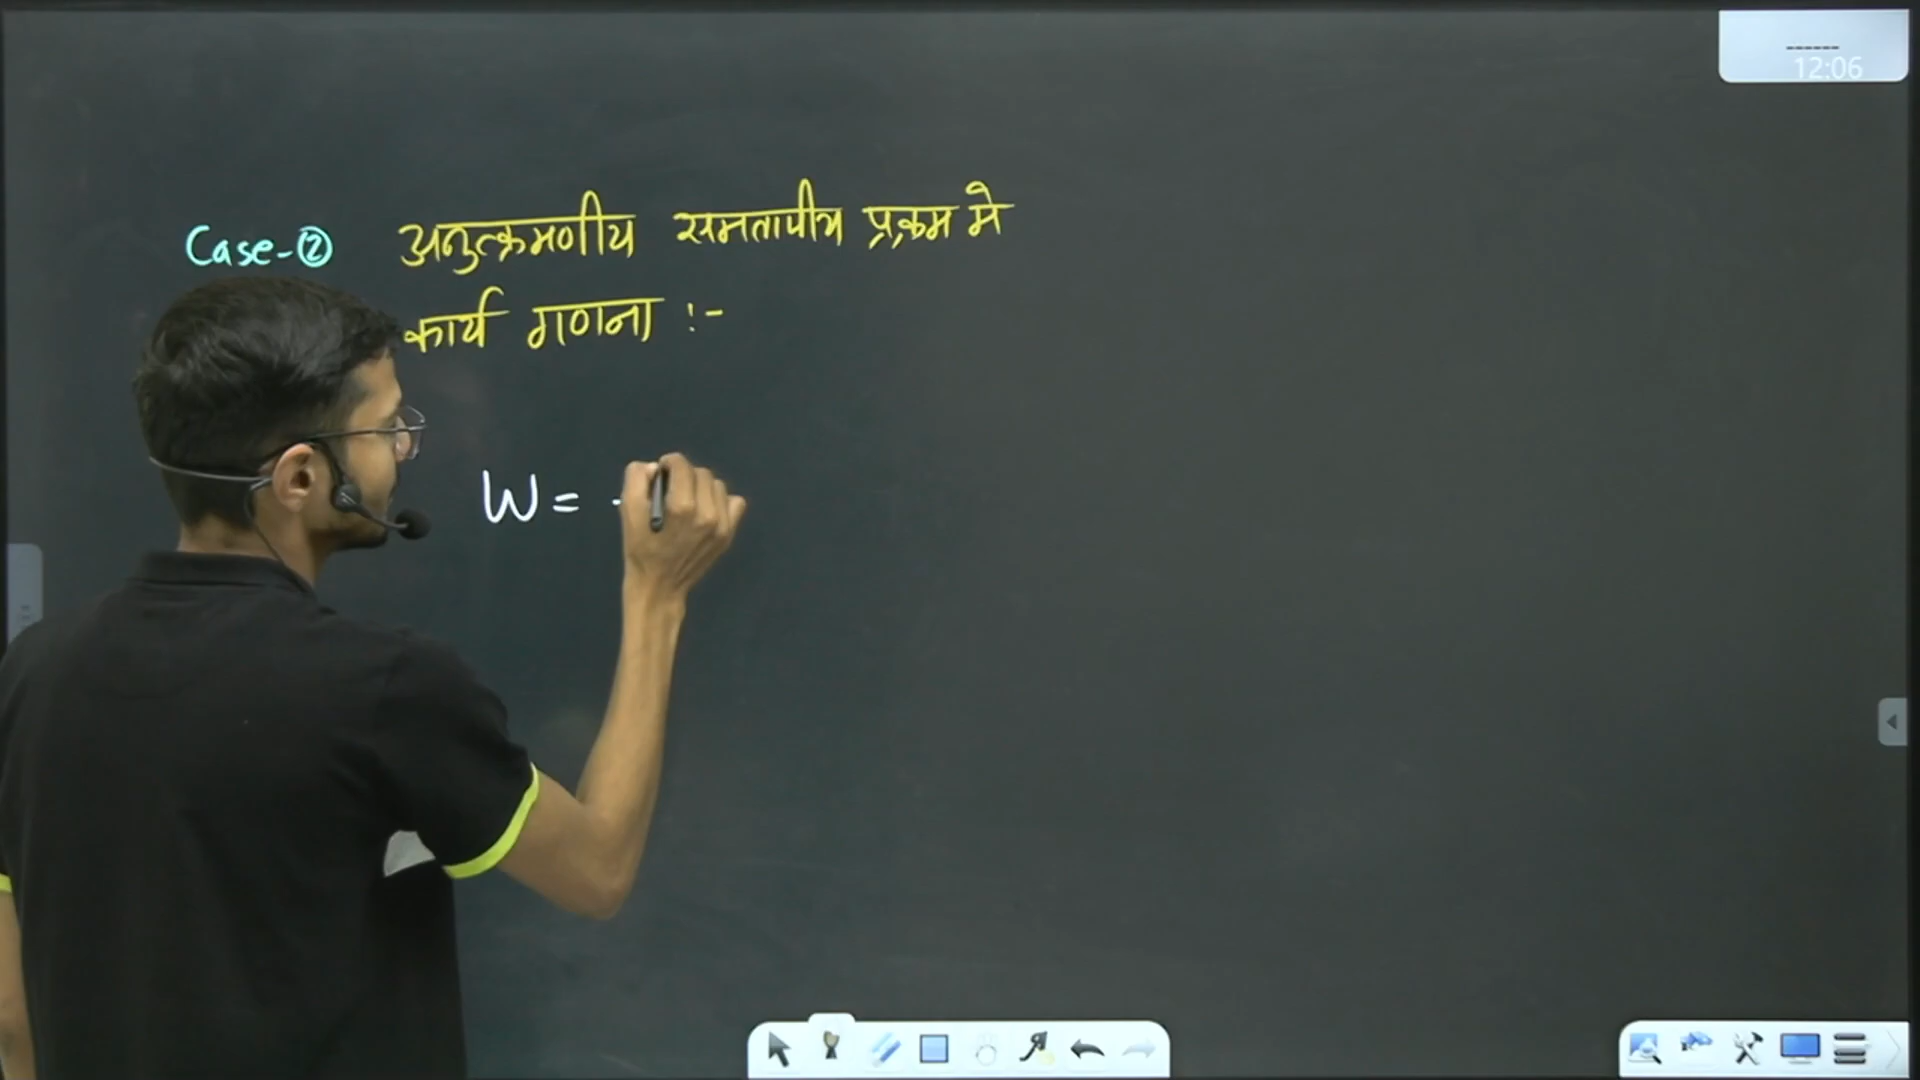 12:06
Case-② अनुत्क्रमणीय समतापीय प्रक्रम मे
कार्य गणना :-
W = -